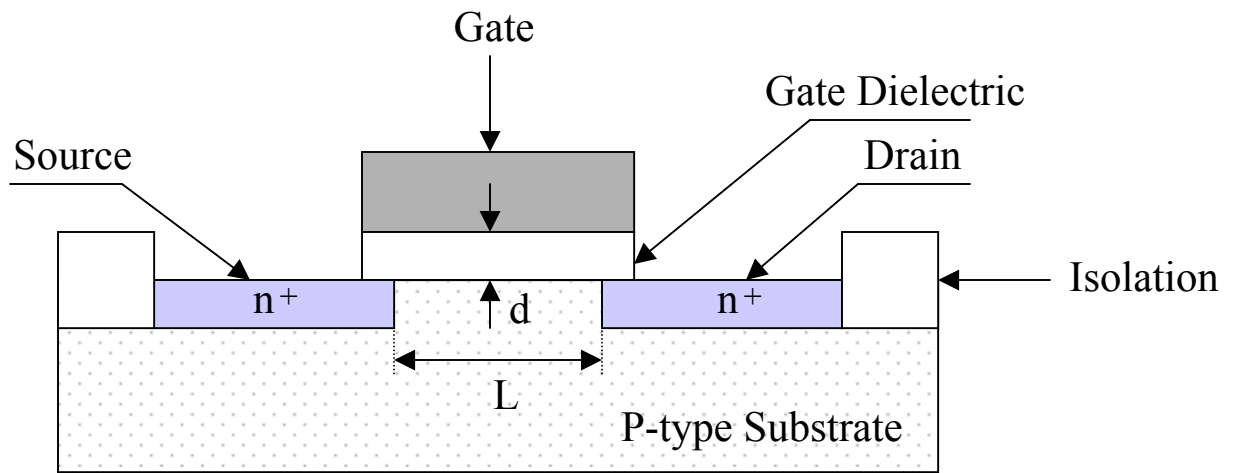 Gate
Gate Dielectric
Source
Drain
Isolation
n+
n+
d
L
P-type Substrate